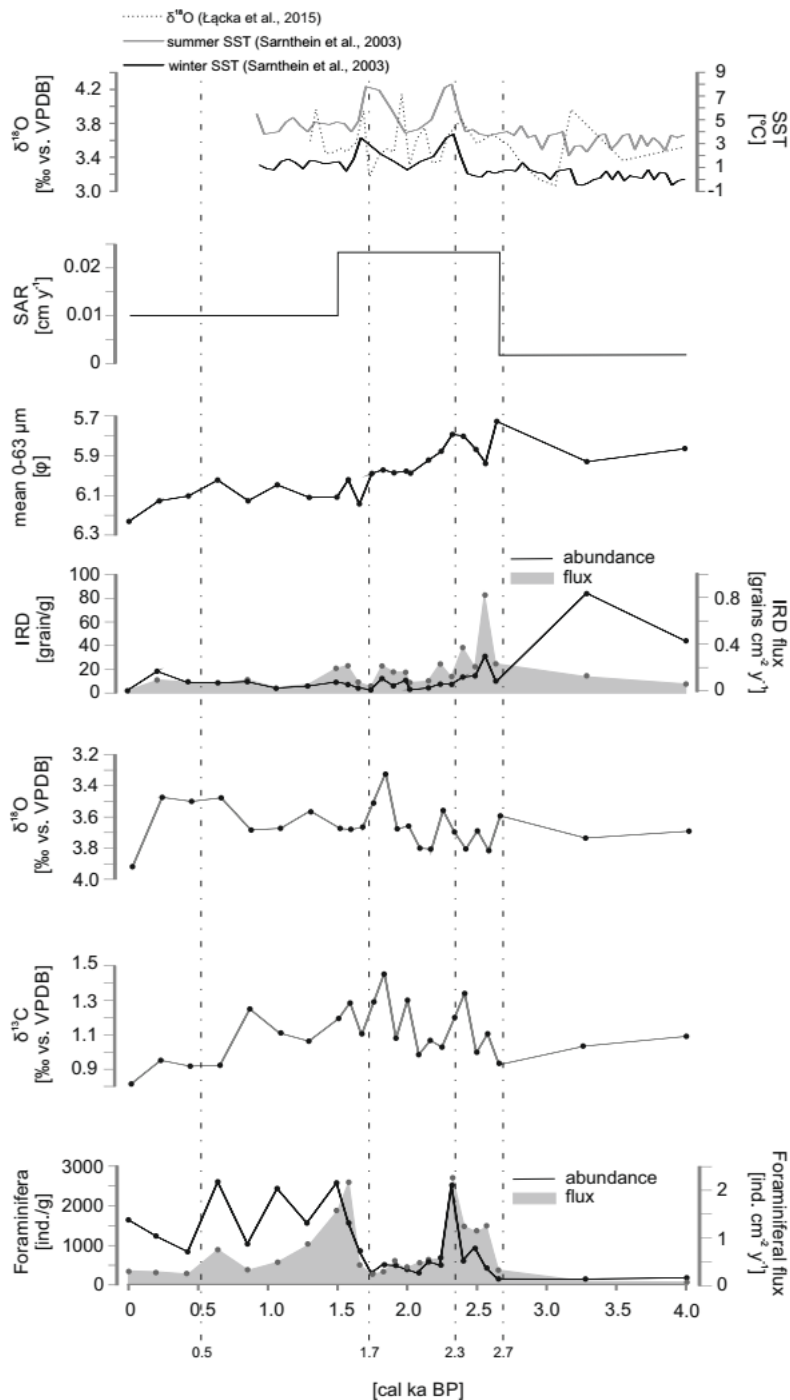 δ¹⁸O (Łącka et al., 2015)
summer SST (Sarnthein et al., 2003)
winter SST (Sarnthein et al., 2003)
δ¹⁸O
[‰ vs. VPDB]
4.2
3.8
3.4
3.0
9
7
5
3
1
-1
SST
[°C]
SAR
[cm y⁻¹]
0.02
0.01
0
mean 0-63 µm
[φ]
5.7
5.9
6.1
6.3
abundance
flux
IRD
[grain/g]
100
80
60
40
20
0
0.8
0.4
0
IRD flux
[grains cm⁻² y⁻¹]
δ¹⁸O
[‰ vs. VPDB]
3.2
3.4
3.6
3.8
4.0
δ¹³C
[‰ vs. VPDB]
1.5
1.3
1.1
0.9
abundance
flux
Foraminifera
[ind./g]
3000
2000
1000
0
2
1
0
Foraminiferal flux
[ind. cm⁻² y⁻¹]
0 0.5 1.0 1.5 2.0 2.5 3.0 3.5 4.0
0.5 1.7 2.3 2.7
[cal ka BP]